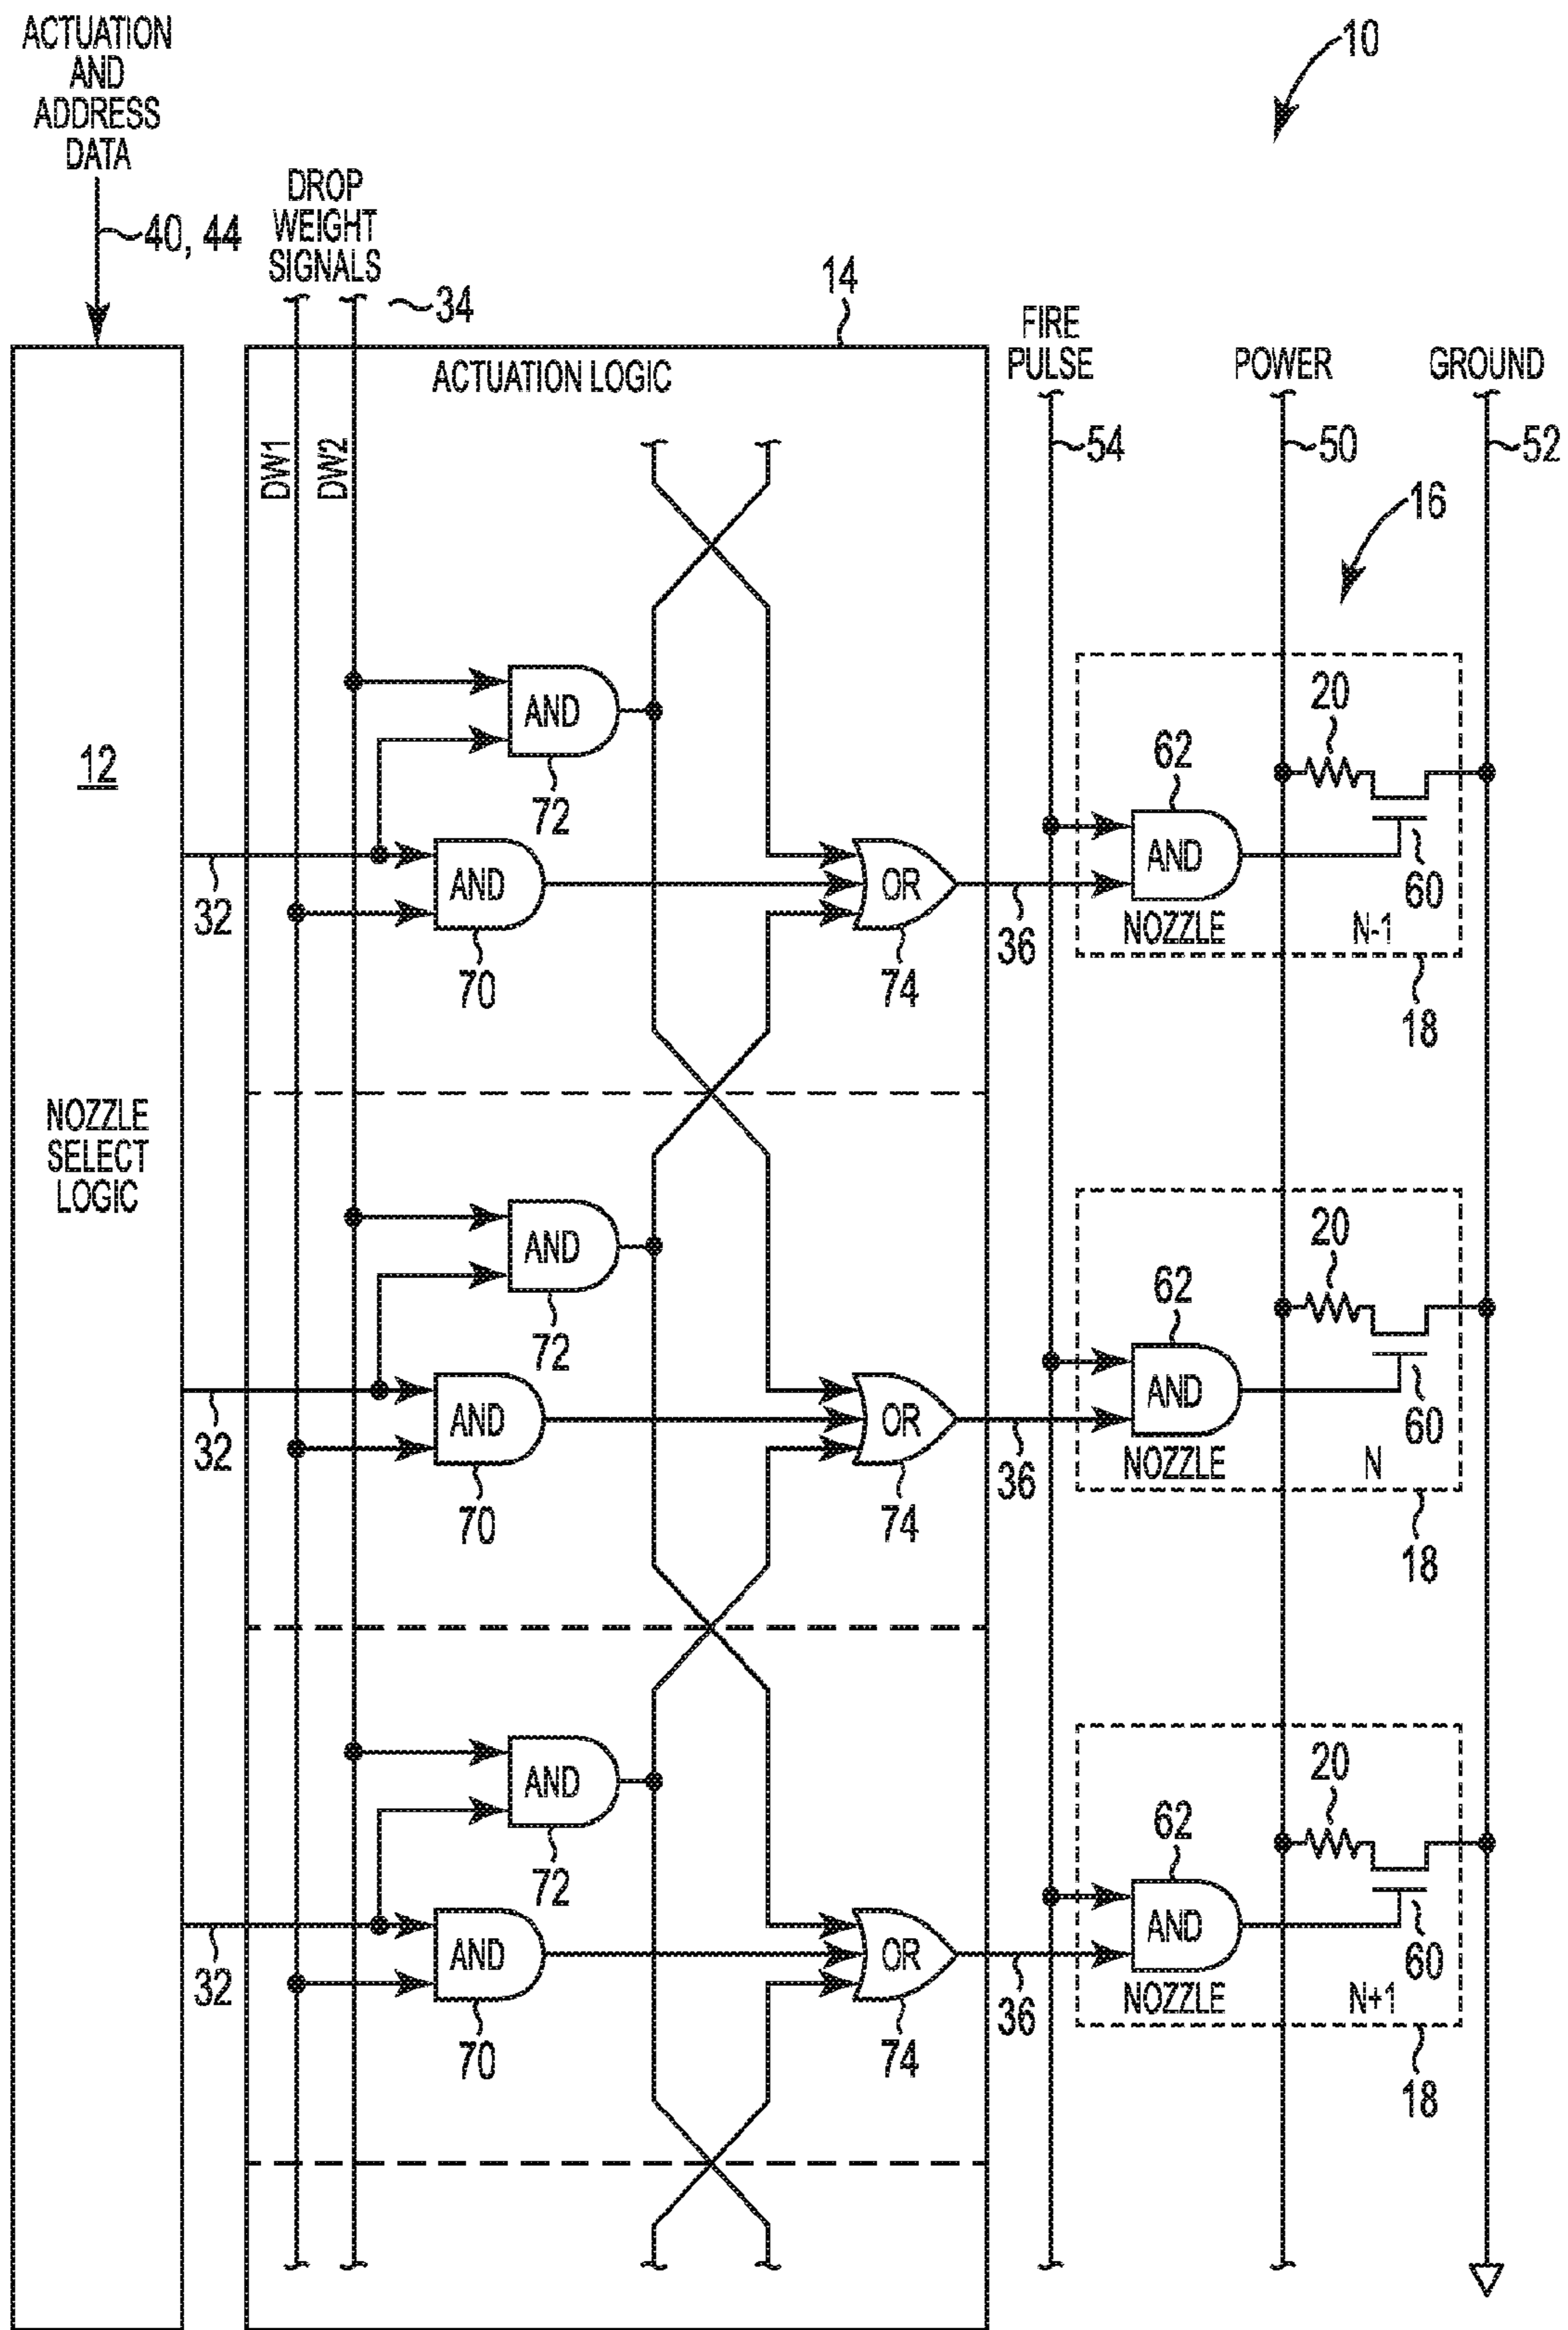 ACTUATION
AND
ADDRESS
DATA
10
40, 44
DROP
WEIGHT
SIGNALS
34
14
FIRE
PULSE
POWER
GROUND
ACTUATION LOGIC
DW1
DW2
54
50
52
16
12
NOZZLE
SELECT
LOGIC
AND
72
32
AND
70
OR
74
36
62
AND
20
60
NOZZLE N-1
18
AND
72
32
AND
70
OR
74
36
62
AND
20
60
NOZZLE N
18
AND
72
32
AND
70
OR
74
36
62
AND
20
60
NOZZLE N+1
18